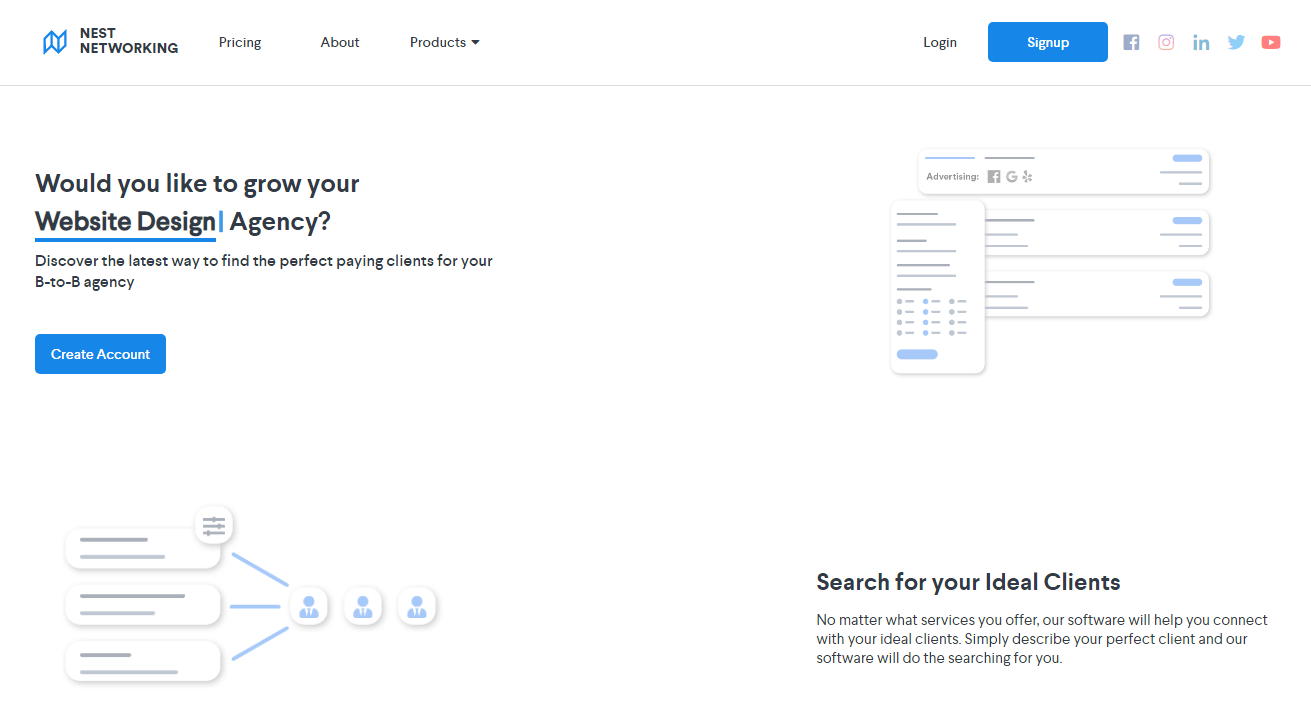 NEST
NETWORKING
Pricing
About
Products
Login
Signup
Would you like to grow your
Website Design| Agency?
Discover the latest way to find the perfect paying clients for your
B-to-B agency
Create Account
Advertising:
Search for your Ideal Clients
No matter what services you offer, our software will help you connect
with your ideal clients. Simply describe your perfect client and our
software will do the searching for you.